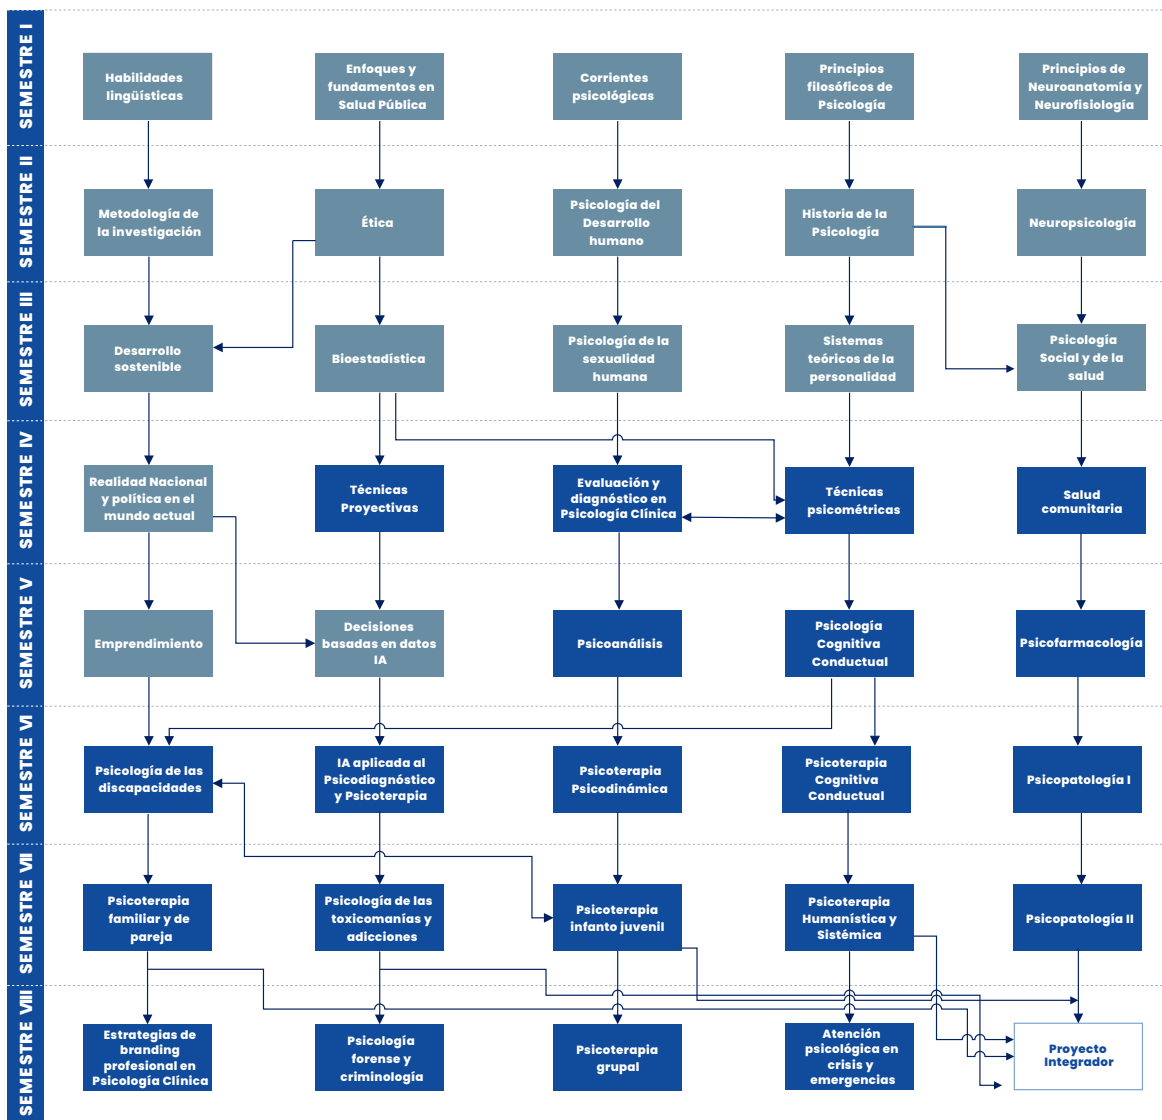 SEMESTRE I
Habilidades
lingüísticas
Enfoques y
fundamentos en
Salud Pública
Corrientes
psicológicas
Principios
filosóficos de
Psicología
Principios de
Neuroanatomía y
Neurofisiología
SEMESTRE II
Metodología de
la investigación
Ética
Psicología del
Desarrollo
humano
Historia de la
Psicología
Neuropsicología
SEMESTRE III
Desarrollo
sostenible
Bioestadística
Psicología de la
sexualidad
humana
Sistemas
teóricos de la
personalidad
Psicología
Social y de la
salud
SEMESTRE IV
Realidad Nacional
y política en el
mundo actual
Técnicas
Proyectivas
Evaluación y
diagnóstico en
Psicología Clínica
Técnicas
psicométricas
Salud
comunitaria
SEMESTRE V
Emprendimiento
Decisiones
basadas en datos
IA
Psicoanálisis
Psicología
Cognitiva
Conductual
Psicofarmacología
SEMESTRE VI
Psicología de las
discapacidades
IA aplicada al
Psicodiagnóstico
y Psicoterapia
Psicoterapia
Psicodinámica
Psicoterapia
Cognitiva
Conductual
Psicopatología I
SEMESTRE VII
Psicoterapia
familiar y de
pareja
Psicología de las
toxicomanías y
adicciones
Psicoterapia
infanto juvenil
Psicoterapia
Humanística y
Sistémica
Psicopatología II
SEMESTRE VIII
Estrategias de
branding
profesional en
Psicología Clínica
Psicología
forense y
criminología
Psicoterapia
grupal
Atención
psicológica en
crisis y
emergencias
Proyecto
Integrador